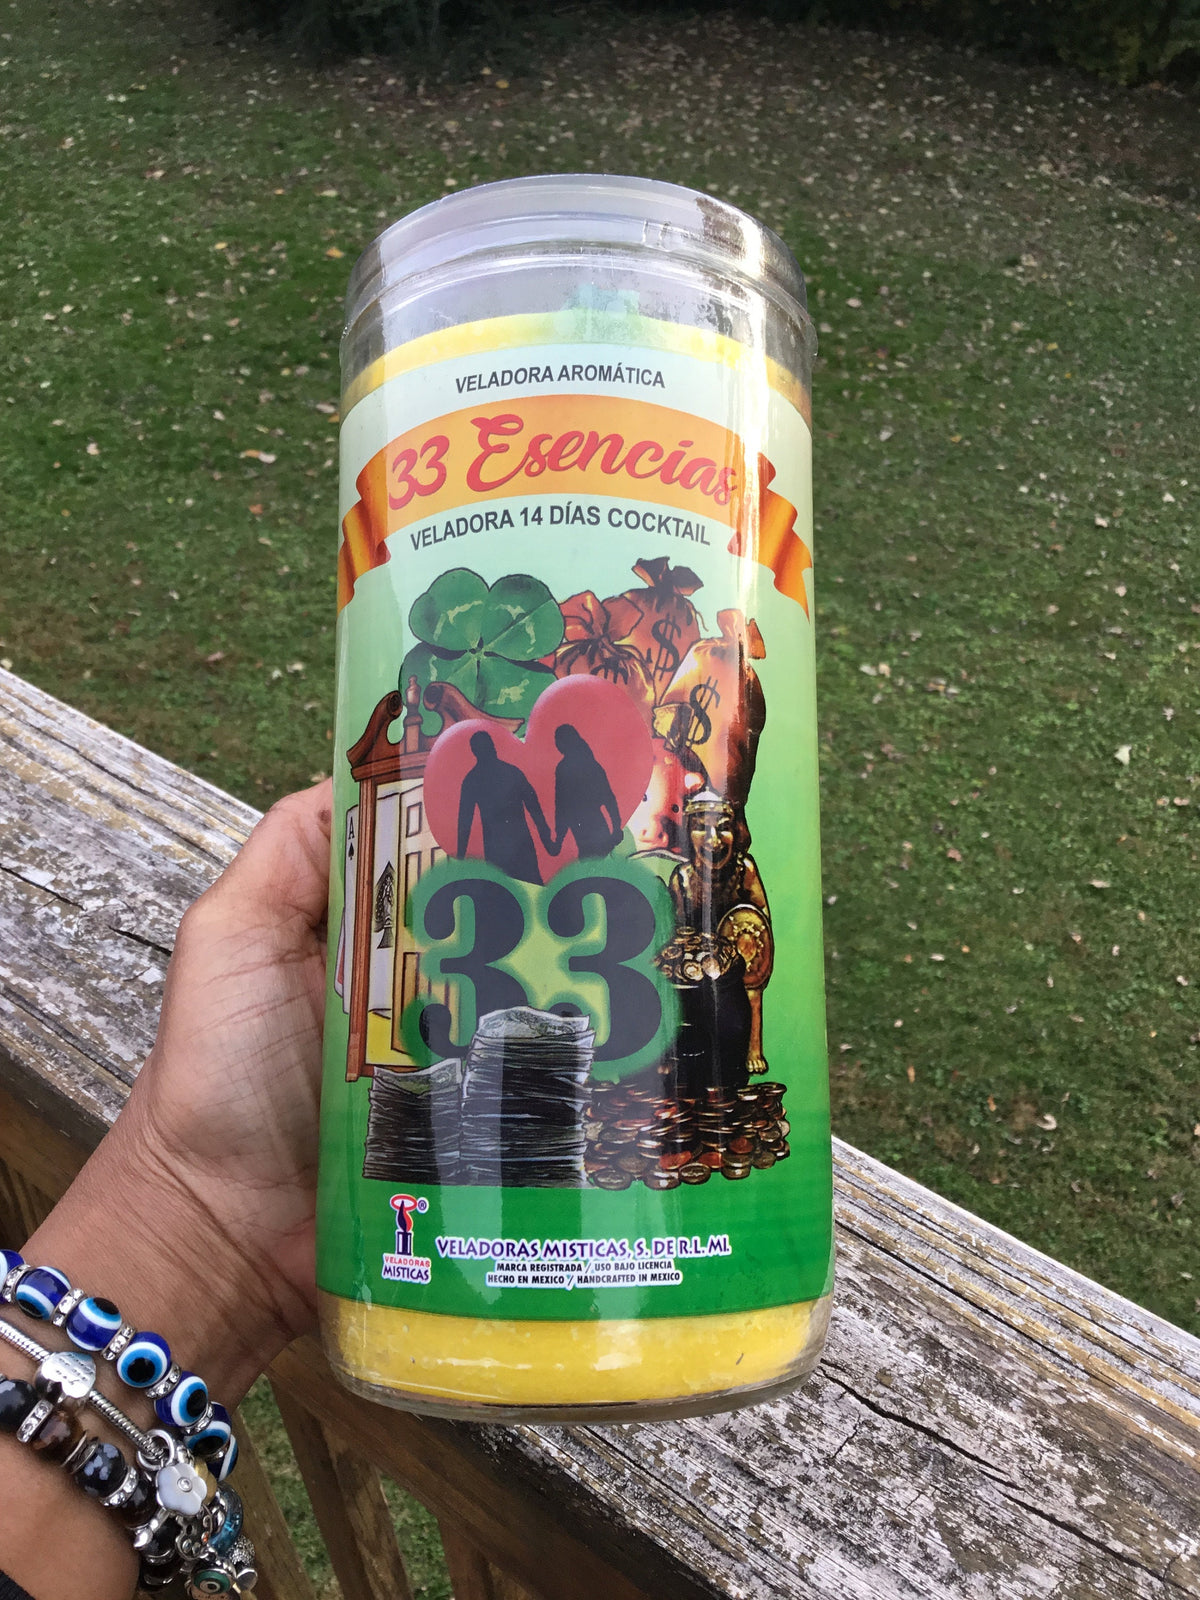 VELADORA AROMÁTICA
33 Esencias
VELADORA 14 DÍAS COCKTAIL
$ $ $
A
33
®
VELADORAS
MISTICAS
VELADORAS MISTICAS, S. DE R.L. MI.
MARCA REGISTRADA / USO BAJO LICENCIA
HECHO EN MEXICO / HANDCRAFTED IN MEXICO